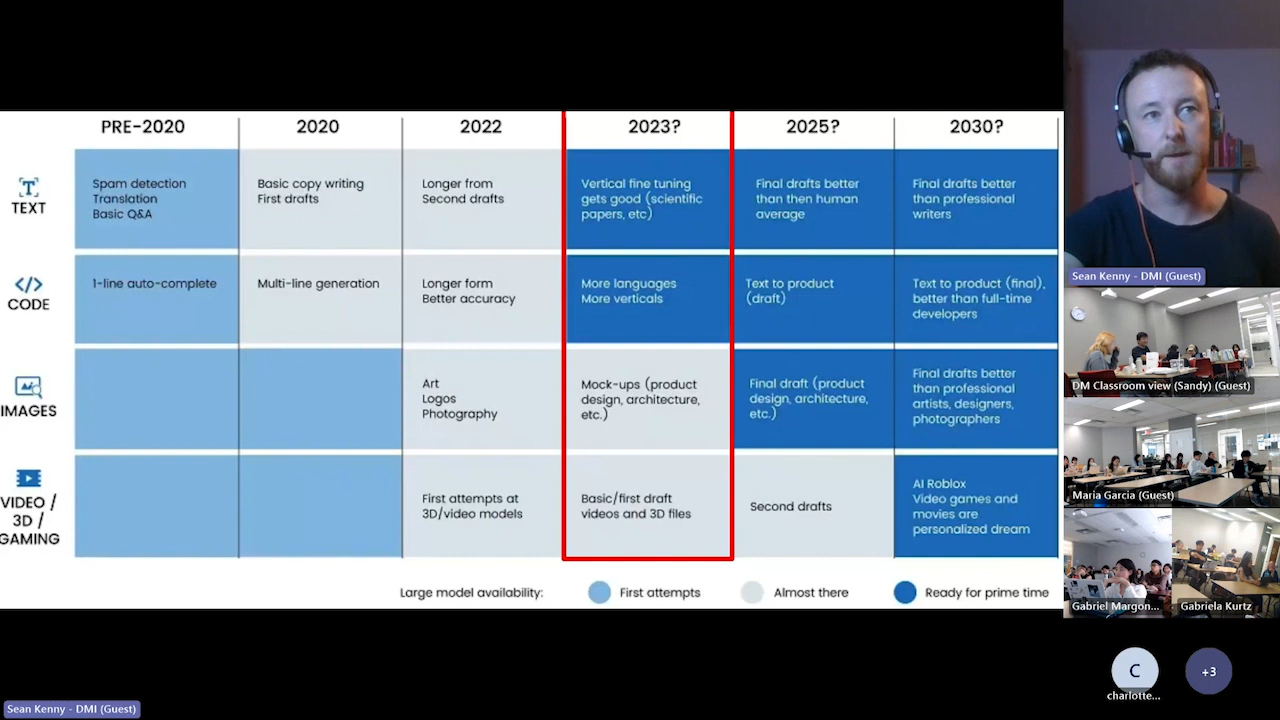 PRE-2020
2020
2022
2023?
2025?
2030?
TEXT
Spam detection
Translation
Basic Q&A
Basic copy writing
First drafts
Longer from
Second drafts
Vertical fine tuning
gets good (scientific
papers, etc)
Final drafts better
than then human
average
Final drafts better
than professional
writers
</>
CODE
1-line auto-complete
Multi-line generation
Longer form
Better accuracy
More languages
More verticals
Text to product
(draft)
Text to product (final),
better than full-time
developers
IMAGES
Art
Logos
Photography
Mock-ups (product
design, architecture,
etc.)
Final draft (product
design, architecture,
etc.)
Final drafts better
than professional
artists, designers,
photographers
VIDEO /
3D /
GAMING
First attempts at
3D/video models
Basic/first draft
videos and 3D files
Second drafts
AI Roblox
Video games and
movies are
personalized dream
Large model availability:
First attempts
Almost there
Ready for prime time
Sean Kenny - DMI (Guest)
DM Classroom view (Sandy) (Guest)
Maria Garcia (Guest)
Gabriel Margon...
Gabriela Kurtz
C
charlotte...
+3
Sean Kenny - DMI (Guest)